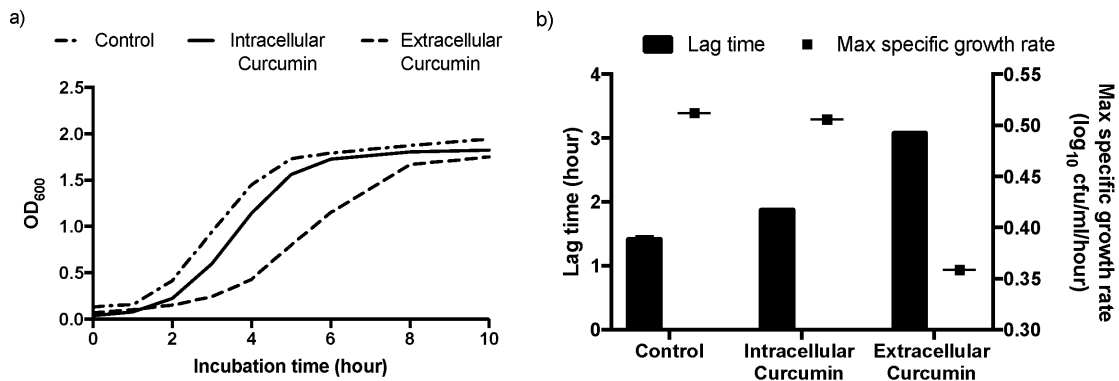 a)
Control
Intracellular
Curcumin
Extracellular
Curcumin
2.5
2.0
1.5
1.0
0.5
0.0
OD600
0 2 4 6 8 10
Incubation time (hour)
b)
Lag time
Max specific growth rate
4
3
2
1
0
Lag time (hour)
0.55
0.50
0.45
0.40
0.35
0.30
Max specific growth rate
(log10 cfu/ml/hour)
Control
Intracellular
Curcumin
Extracellular
Curcumin